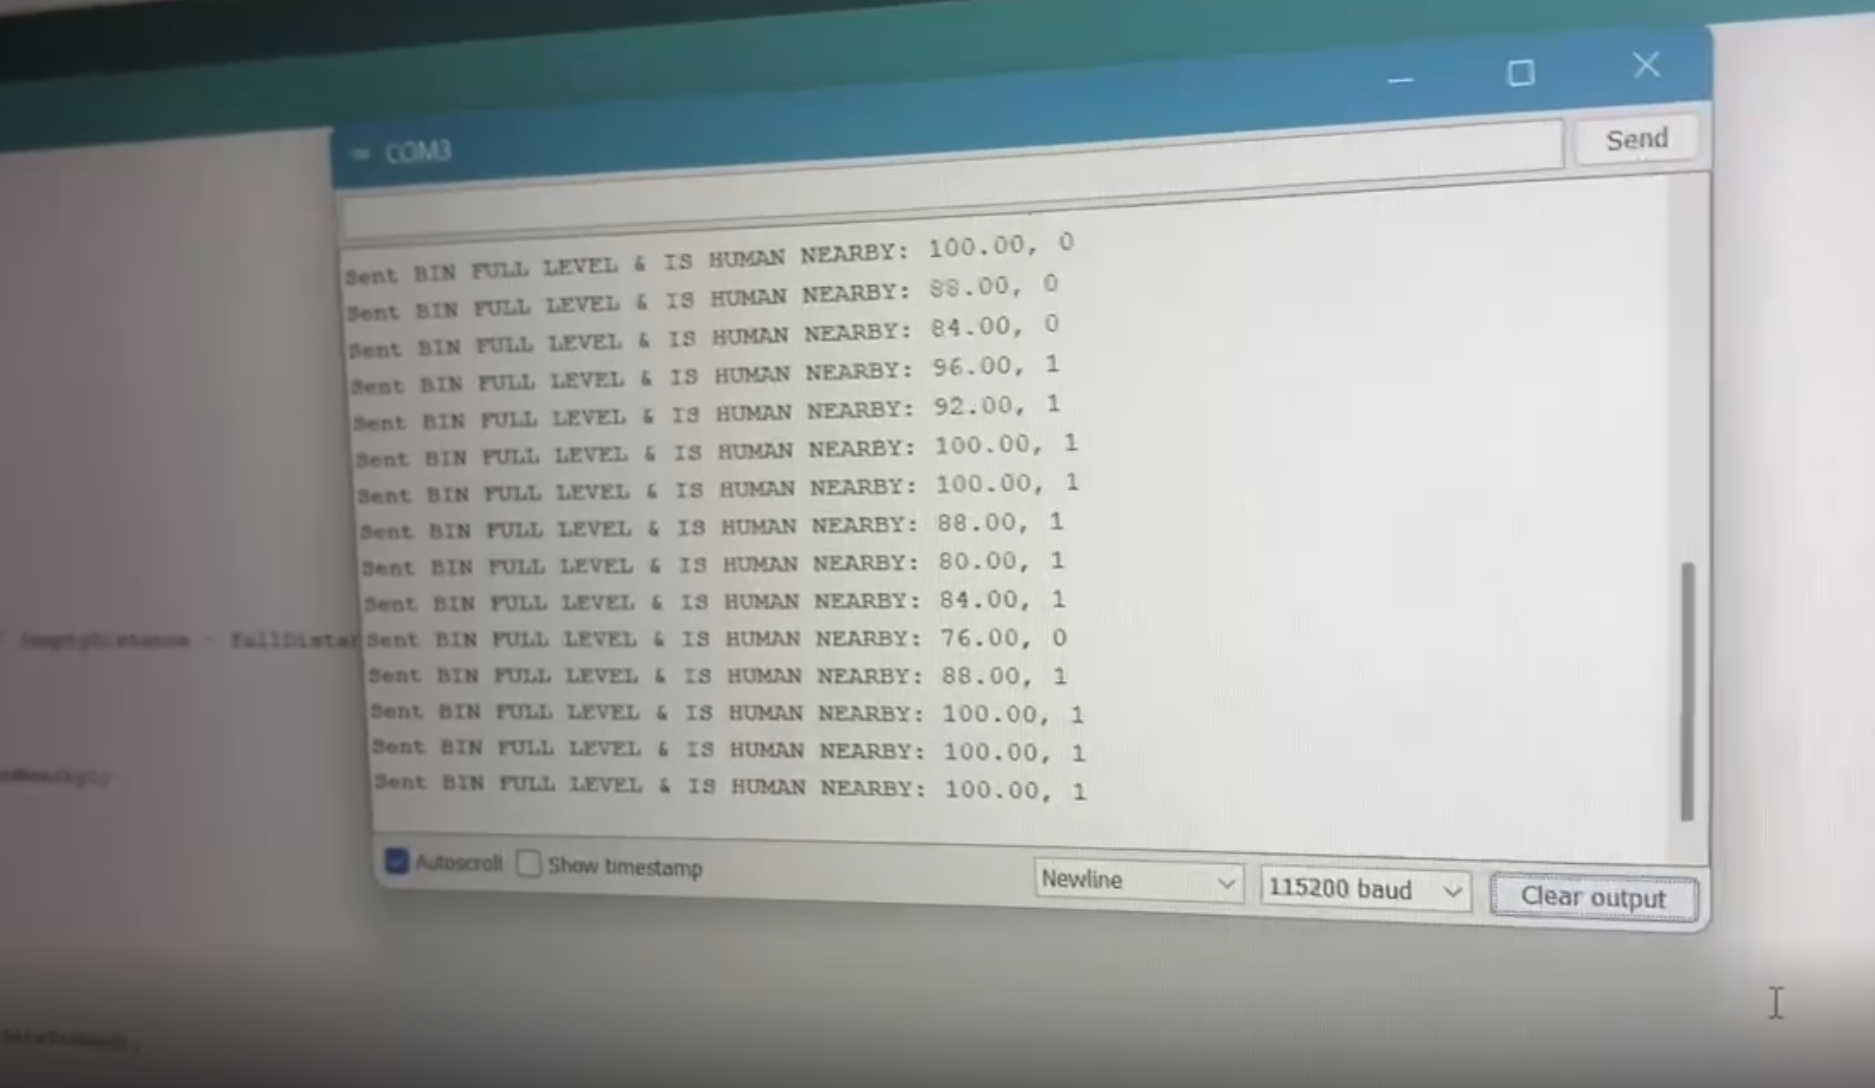 COM3
Send
Sent BIN FULL LEVEL & IS HUMAN NEARBY: 100.00, 0
Sent BIN FULL LEVEL & IS HUMAN NEARBY: 88.00, 0
Sent BIN FULL LEVEL & IS HUMAN NEARBY: 84.00, 0
Sent BIN FULL LEVEL & IS HUMAN NEARBY: 96.00, 1
Sent BIN FULL LEVEL & IS HUMAN NEARBY: 92.00, 1
Sent BIN FULL LEVEL & IS HUMAN NEARBY: 100.00, 1
Sent BIN FULL LEVEL & IS HUMAN NEARBY: 100.00, 1
Sent BIN FULL LEVEL & IS HUMAN NEARBY: 88.00, 1
Sent BIN FULL LEVEL & IS HUMAN NEARBY: 80.00, 1
Sent BIN FULL LEVEL & IS HUMAN NEARBY: 84.00, 1
Sent BIN FULL LEVEL & IS HUMAN NEARBY: 76.00, 0
Sent BIN FULL LEVEL & IS HUMAN NEARBY: 88.00, 1
Sent BIN FULL LEVEL & IS HUMAN NEARBY: 100.00, 1
Sent BIN FULL LEVEL & IS HUMAN NEARBY: 100.00, 1
Sent BIN FULL LEVEL & IS HUMAN NEARBY: 100.00, 1
Autoscroll Show timestamp Newline 115200 baud Clear output